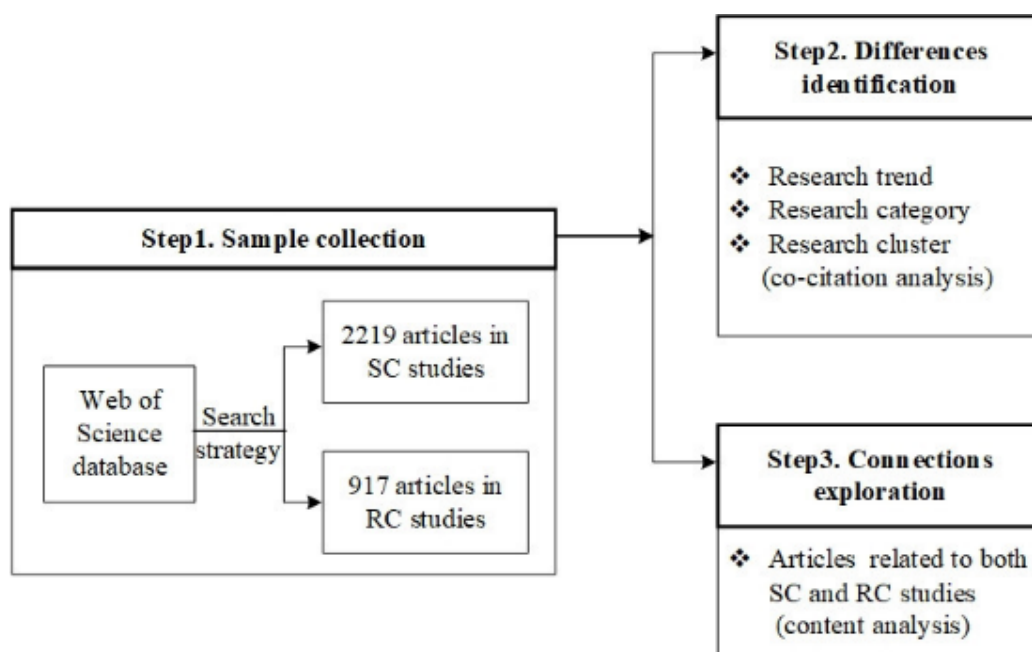 Step1. Sample collection
Web of
Science
database
Search
strategy
2219 articles in
SC studies
917 articles in
RC studies
Step2. Differences
identification
❖ Research trend
❖ Research category
❖ Research cluster
(co-citation analysis)
Step3. Connections
exploration
❖ Articles related to both
SC and RC studies
(content analysis)